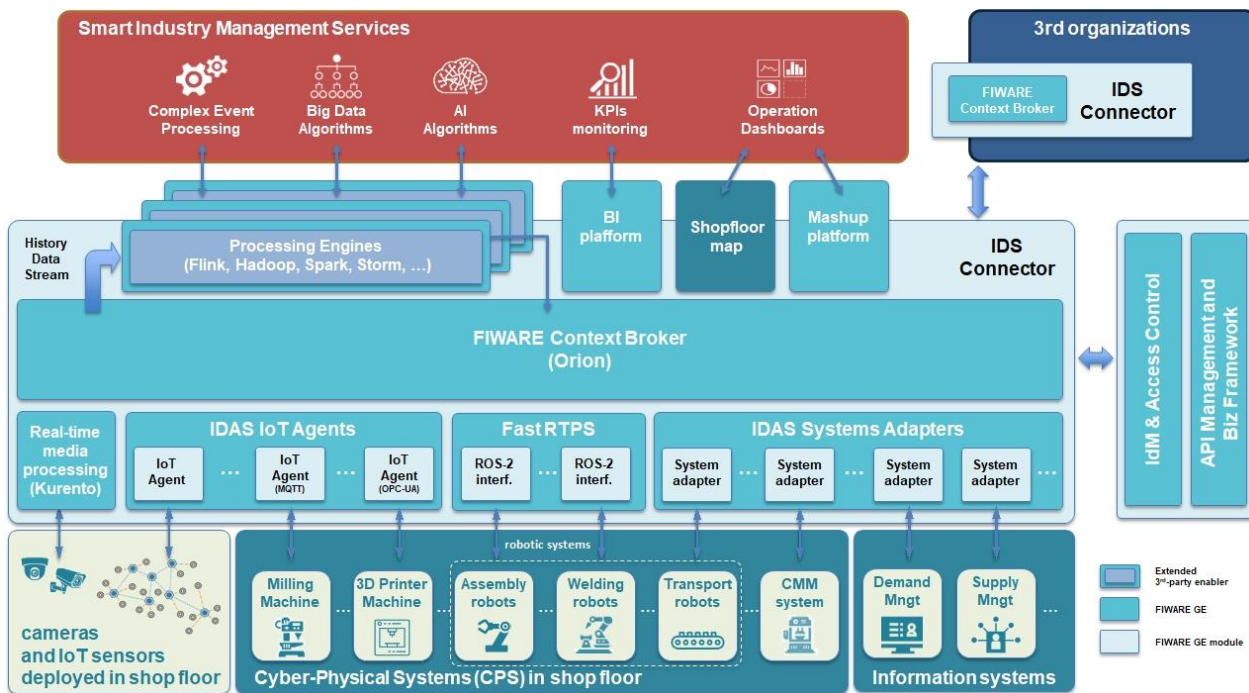 Smart Industry Management Services
Complex Event
Processing
Big Data
Algorithms
AI
Algorithms
KPIs
monitoring
Operation
Dashboards
3rd organizations
FIWARE
Context Broker
IDS
Connector
History
Data
Stream
Processing Engines
(Flink, Hadoop, Spark, Storm, ...)
BI
plafform
Shopfloor
map
Mashup
platform
IDS
Connector
FIWARE Context Broker
(Orion)
IdM & Access Control
API Management and
Biz Framework
Real-time
media
processing
(Kurento)
IDAS IoT Agents
IoT
Agent
...
IoT
Agent
(MQTT)
...
IoT
Agent
(OPC-UA)
Fast RTPS
ROS-2
interf.
...
ROS-2
interf.
IDAS Systems Adapters
System
adapter
...
System
adapter
...
System
adapter
...
System
adapter
...
cameras
and IoT sensors
deployed in shop floor
robotic systems
Milling
Machine
...
3D Printer
Machine
...
Assembly
robots
...
Welding
robots
...
Transport
robots
...
CMM
system
...
Cyber-Physical Systems (CPS) in shop floor
Demand
Mngt
Supply
Mngt
...
Information systems
Extended
3rd-party enabler
FIWARE GE
FIWARE GE module